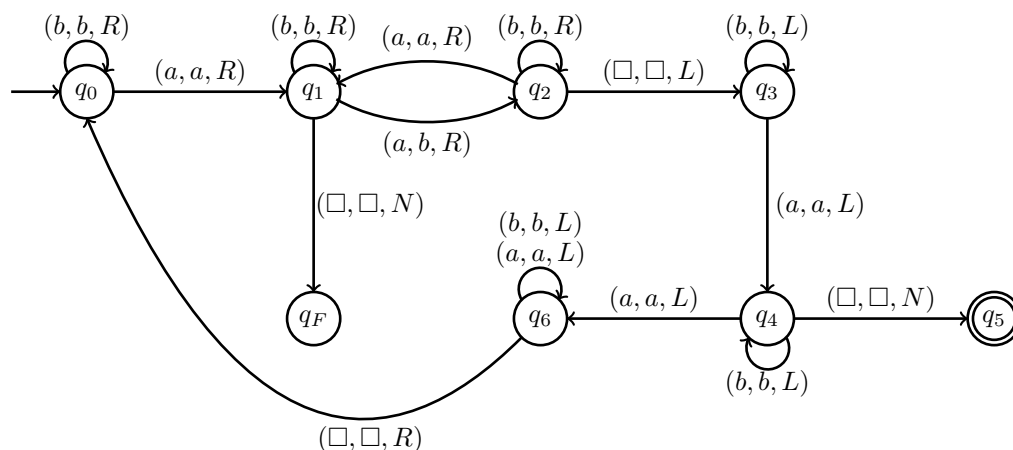 (b, b, R) (b, b, R) (a, a, R) (b, b, R) (b, b, L)
q0 (a, a, R) q1 q2 (□, □, L) q3
(a, b, R)
(□, □, N) (a, a, L)
(b, b, L)
(a, a, L)
qF q6 (a, a, L) q4 (□, □, N) q5
(b, b, L)
(□, □, R)